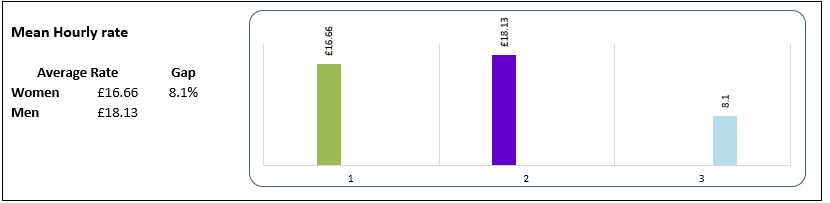 Mean Hourly rate
Average Rate Gap
Women £16.66 8.1%
Men £18.13
£16.66
£18.13
8.1
1 2 3